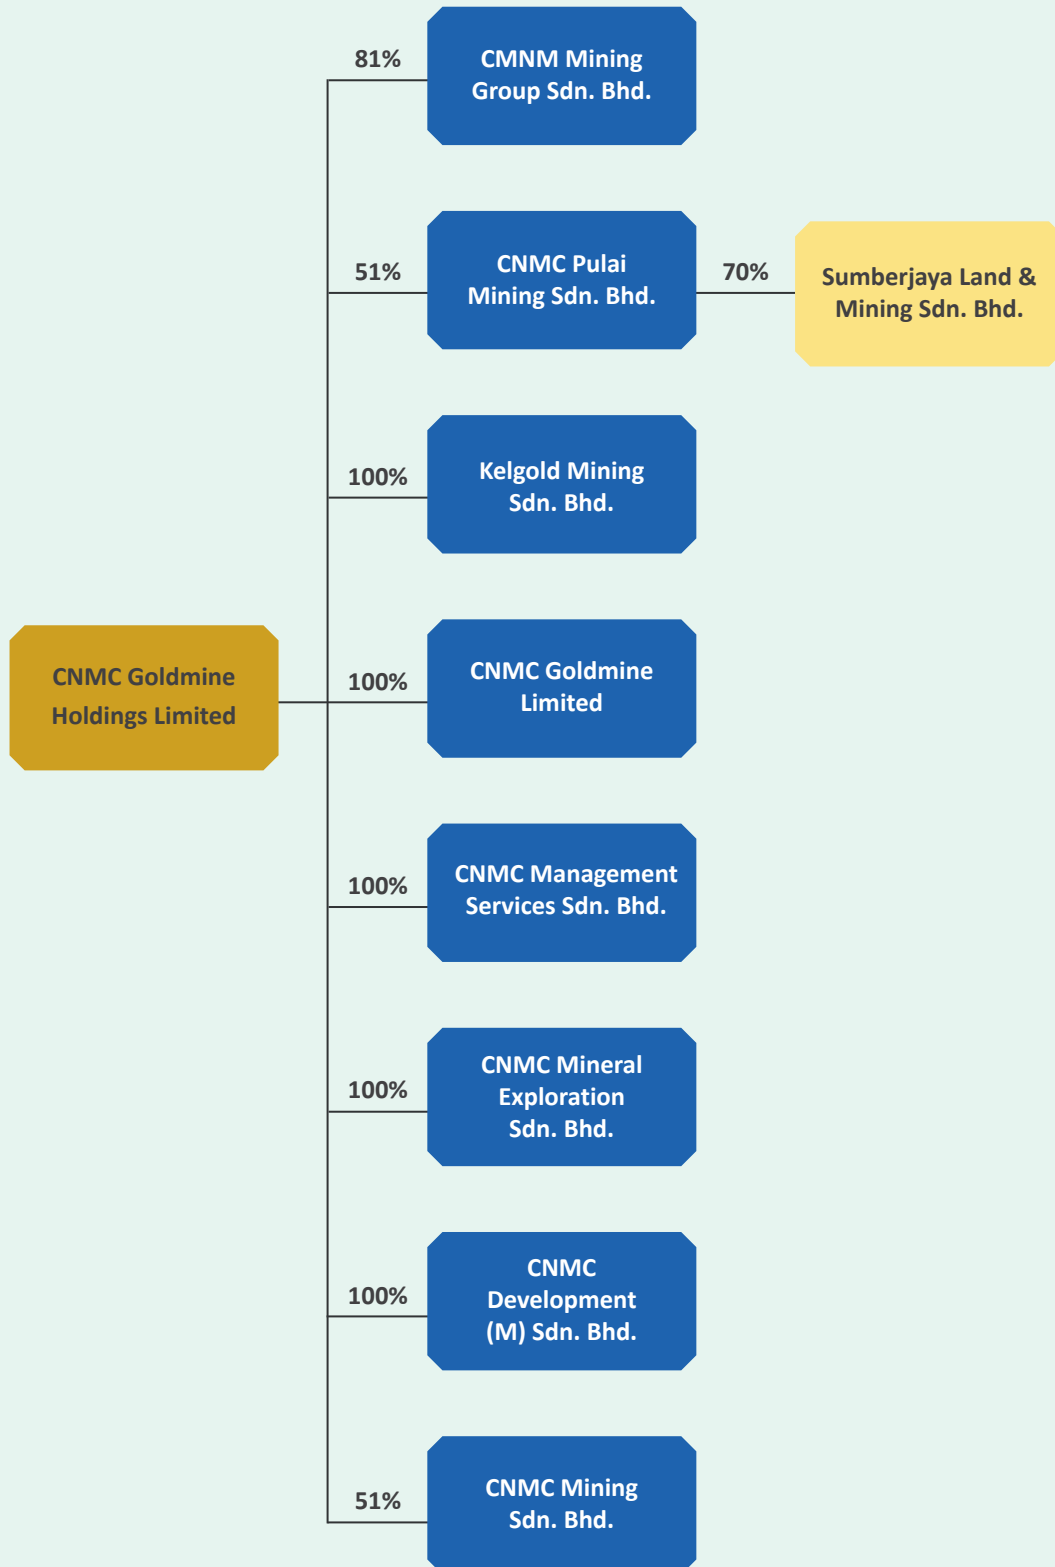 81%
CMNM Mining
Group Sdn. Bhd.
51%
CNMC Pulai
Mining Sdn. Bhd.
70%
Sumberjaya Land &
Mining Sdn. Bhd.
100%
Kelgold Mining
Sdn. Bhd.
CNMC Goldmine
Holdings Limited
100%
CNMC Goldmine
Limited
100%
CNMC Management
Services Sdn. Bhd.
100%
CNMC Mineral
Exploration
Sdn. Bhd.
100%
CNMC
Development
(M) Sdn. Bhd.
51%
CNMC Mining
Sdn. Bhd.